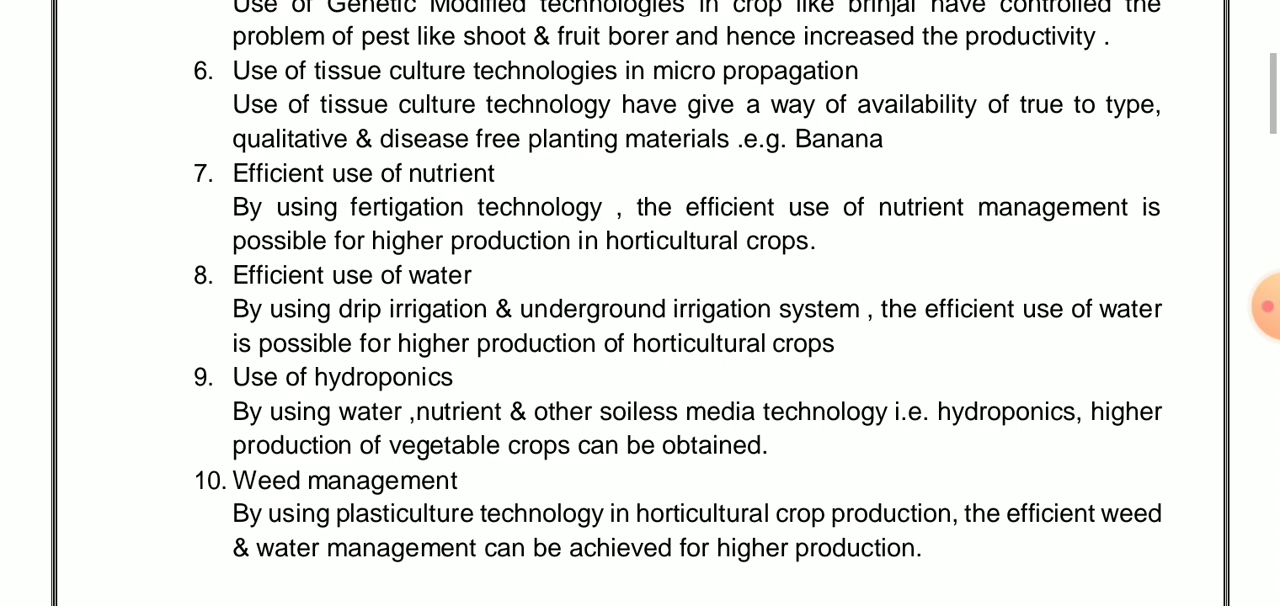 Use of Genetic Modified technologies in crop like brinjal have controlled the
problem of pest like shoot & fruit borer and hence increased the productivity .
6. Use of tissue culture technologies in micro propagation
Use of tissue culture technology have give a way of availability of true to type,
qualitative & disease free planting materials .e.g. Banana
7. Efficient use of nutrient
By using fertigation technology , the efficient use of nutrient management is
possible for higher production in horticultural crops.
8. Efficient use of water
By using drip irrigation & underground irrigation system , the efficient use of water
is possible for higher production of horticultural crops
9. Use of hydroponics
By using water ,nutrient & other soiless media technology i.e. hydroponics, higher
production of vegetable crops can be obtained.
10. Weed management
By using plasticulture technology in horticultural crop production, the efficient weed
& water management can be achieved for higher production.